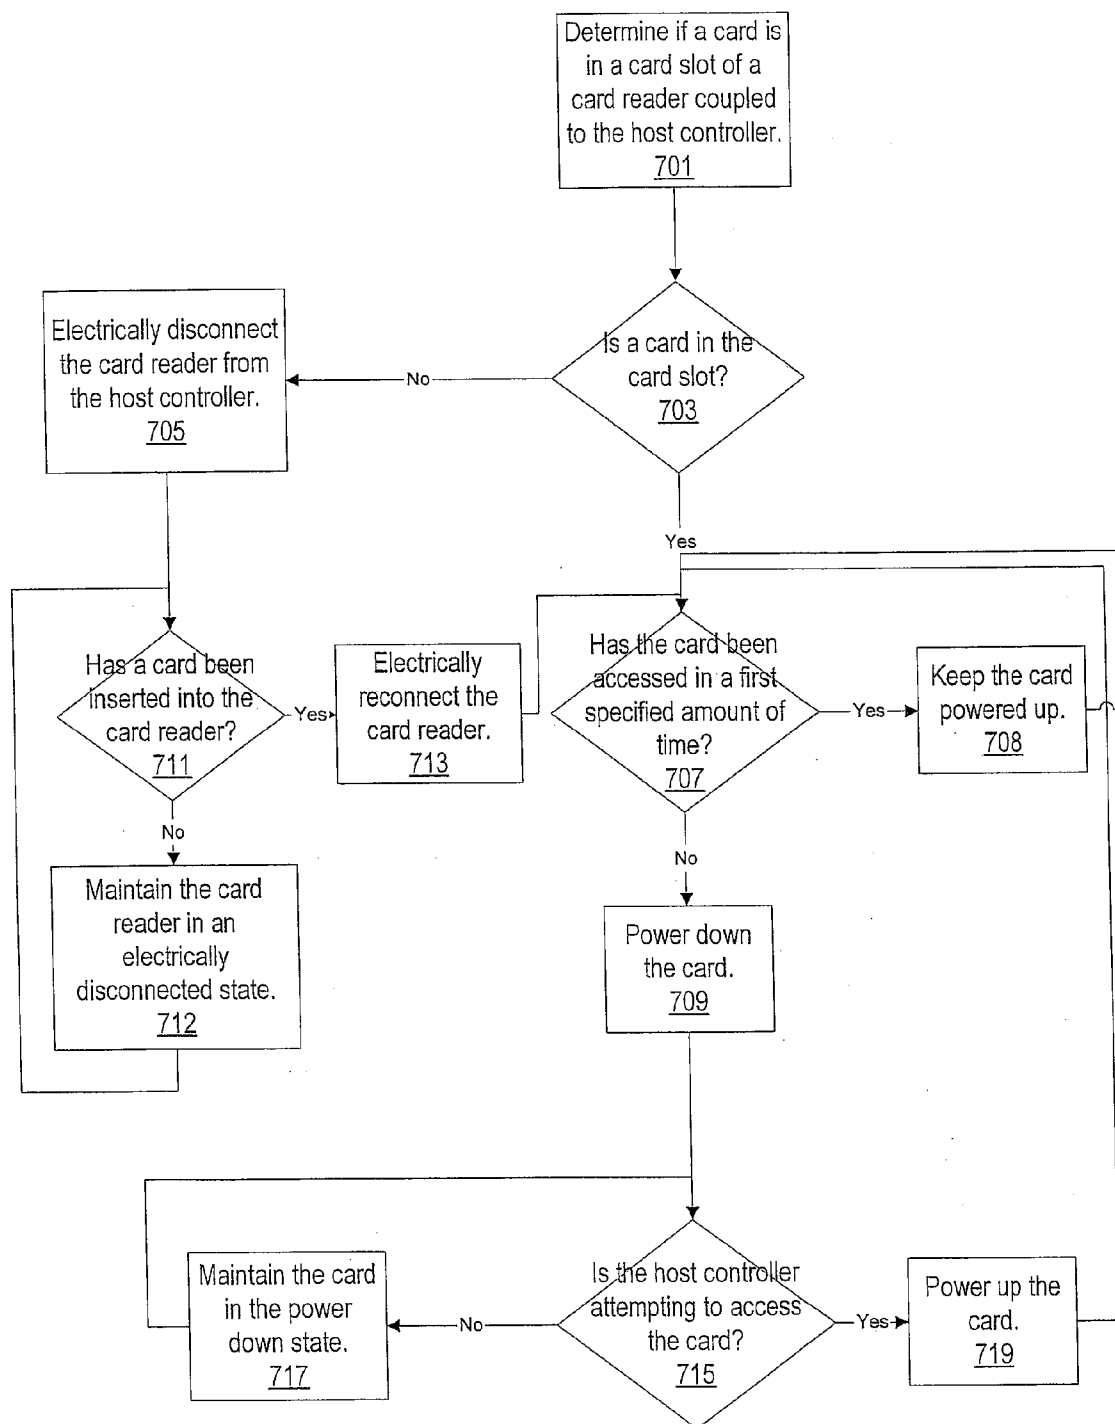 Determine if a card is
in a card slot of a
card reader coupled
to the host controller.
701
Is a card in the
card slot?
703
No
Electrically disconnect
the card reader from
the host controller.
705
Yes
Has a card been
inserted into the
card reader?
711
Yes
Electrically
reconnect the
card reader.
713
Has the card been
accessed in a first
specified amount of
time?
707
Yes
Keep the card
powered up.
708
No
Maintain the card
reader in an
electrically
disconnected state.
712
No
Power down
the card.
709
Is the host controller
attempting to access
the card?
715
No
Maintain the card
in the power
down state.
717
Yes
Power up the
card.
719